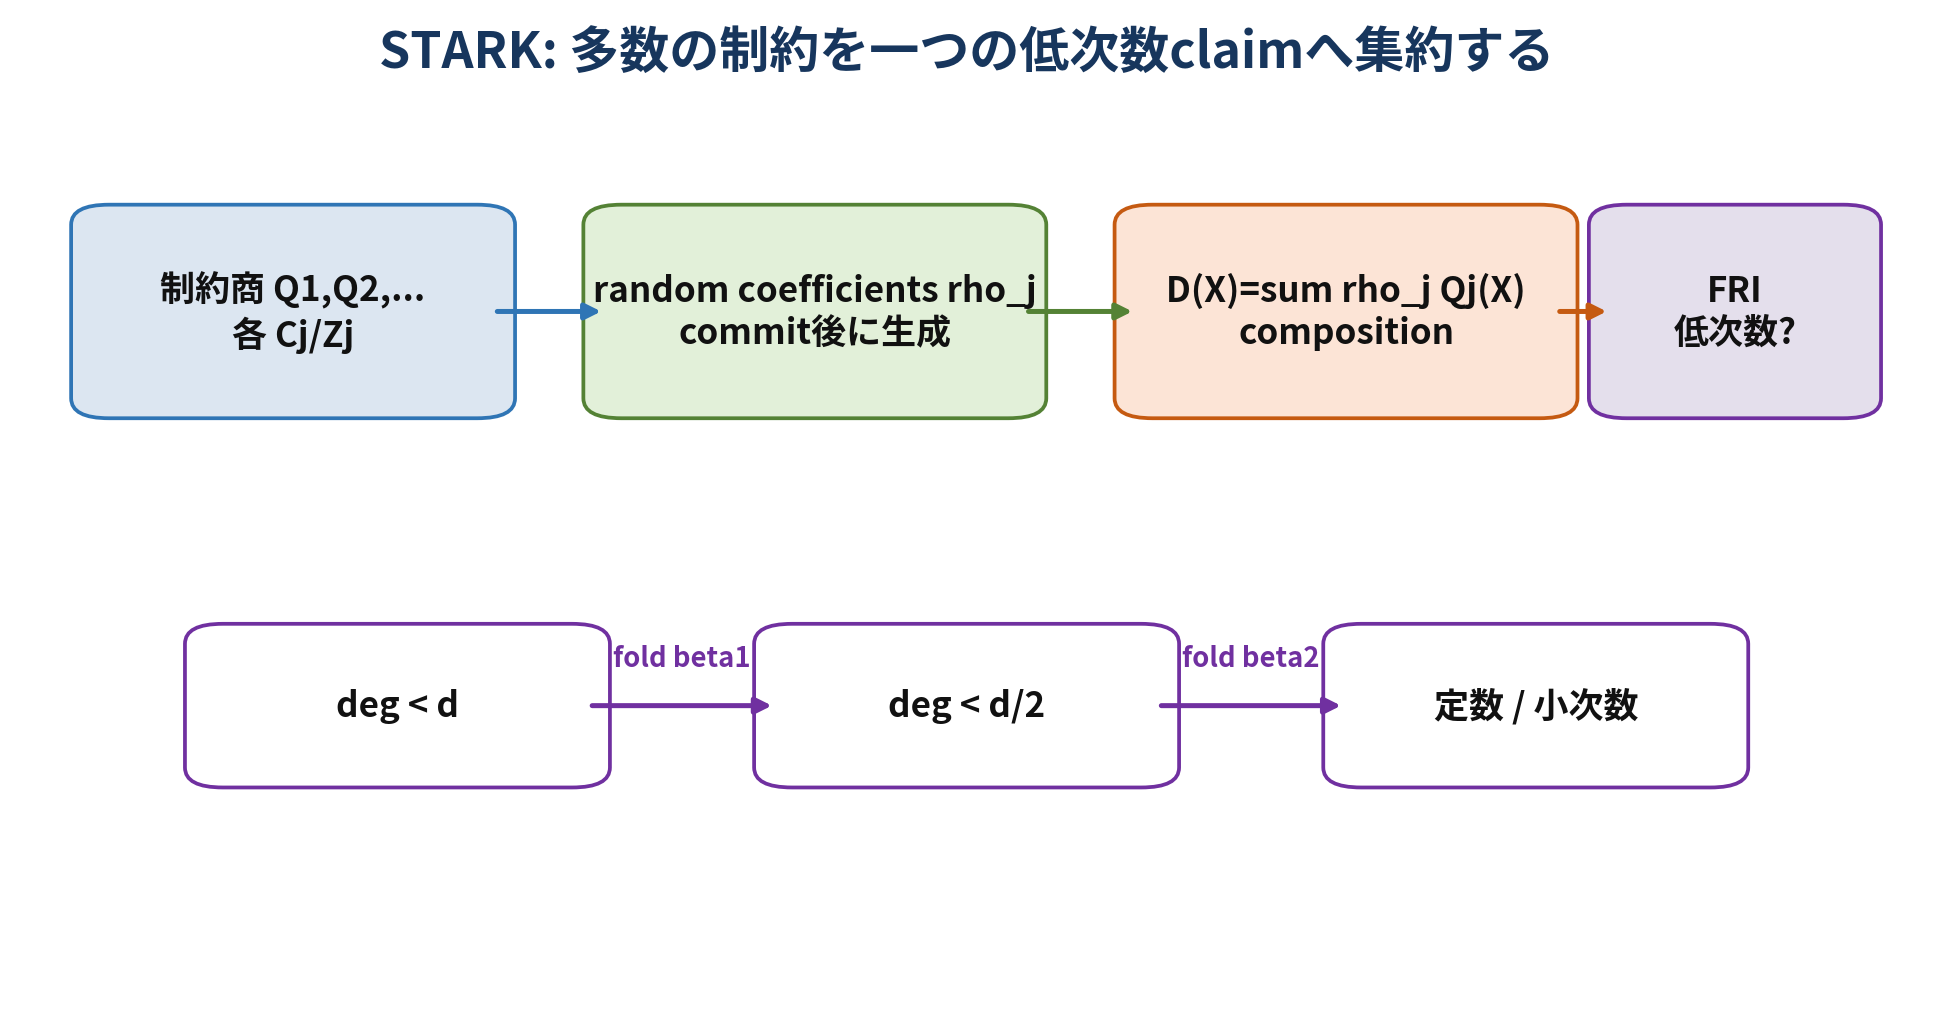 STARK: 多数の制約を一つの低次数claimへ集約する
制約商 Q1,Q2,...
各 Cj/Zj
random coefficients rho_j
commit後に生成
D(X)=sum rho_j Qj(X)
composition
FRI
低次数?
deg < d
fold beta1
deg < d/2
fold beta2
定数 / 小次数